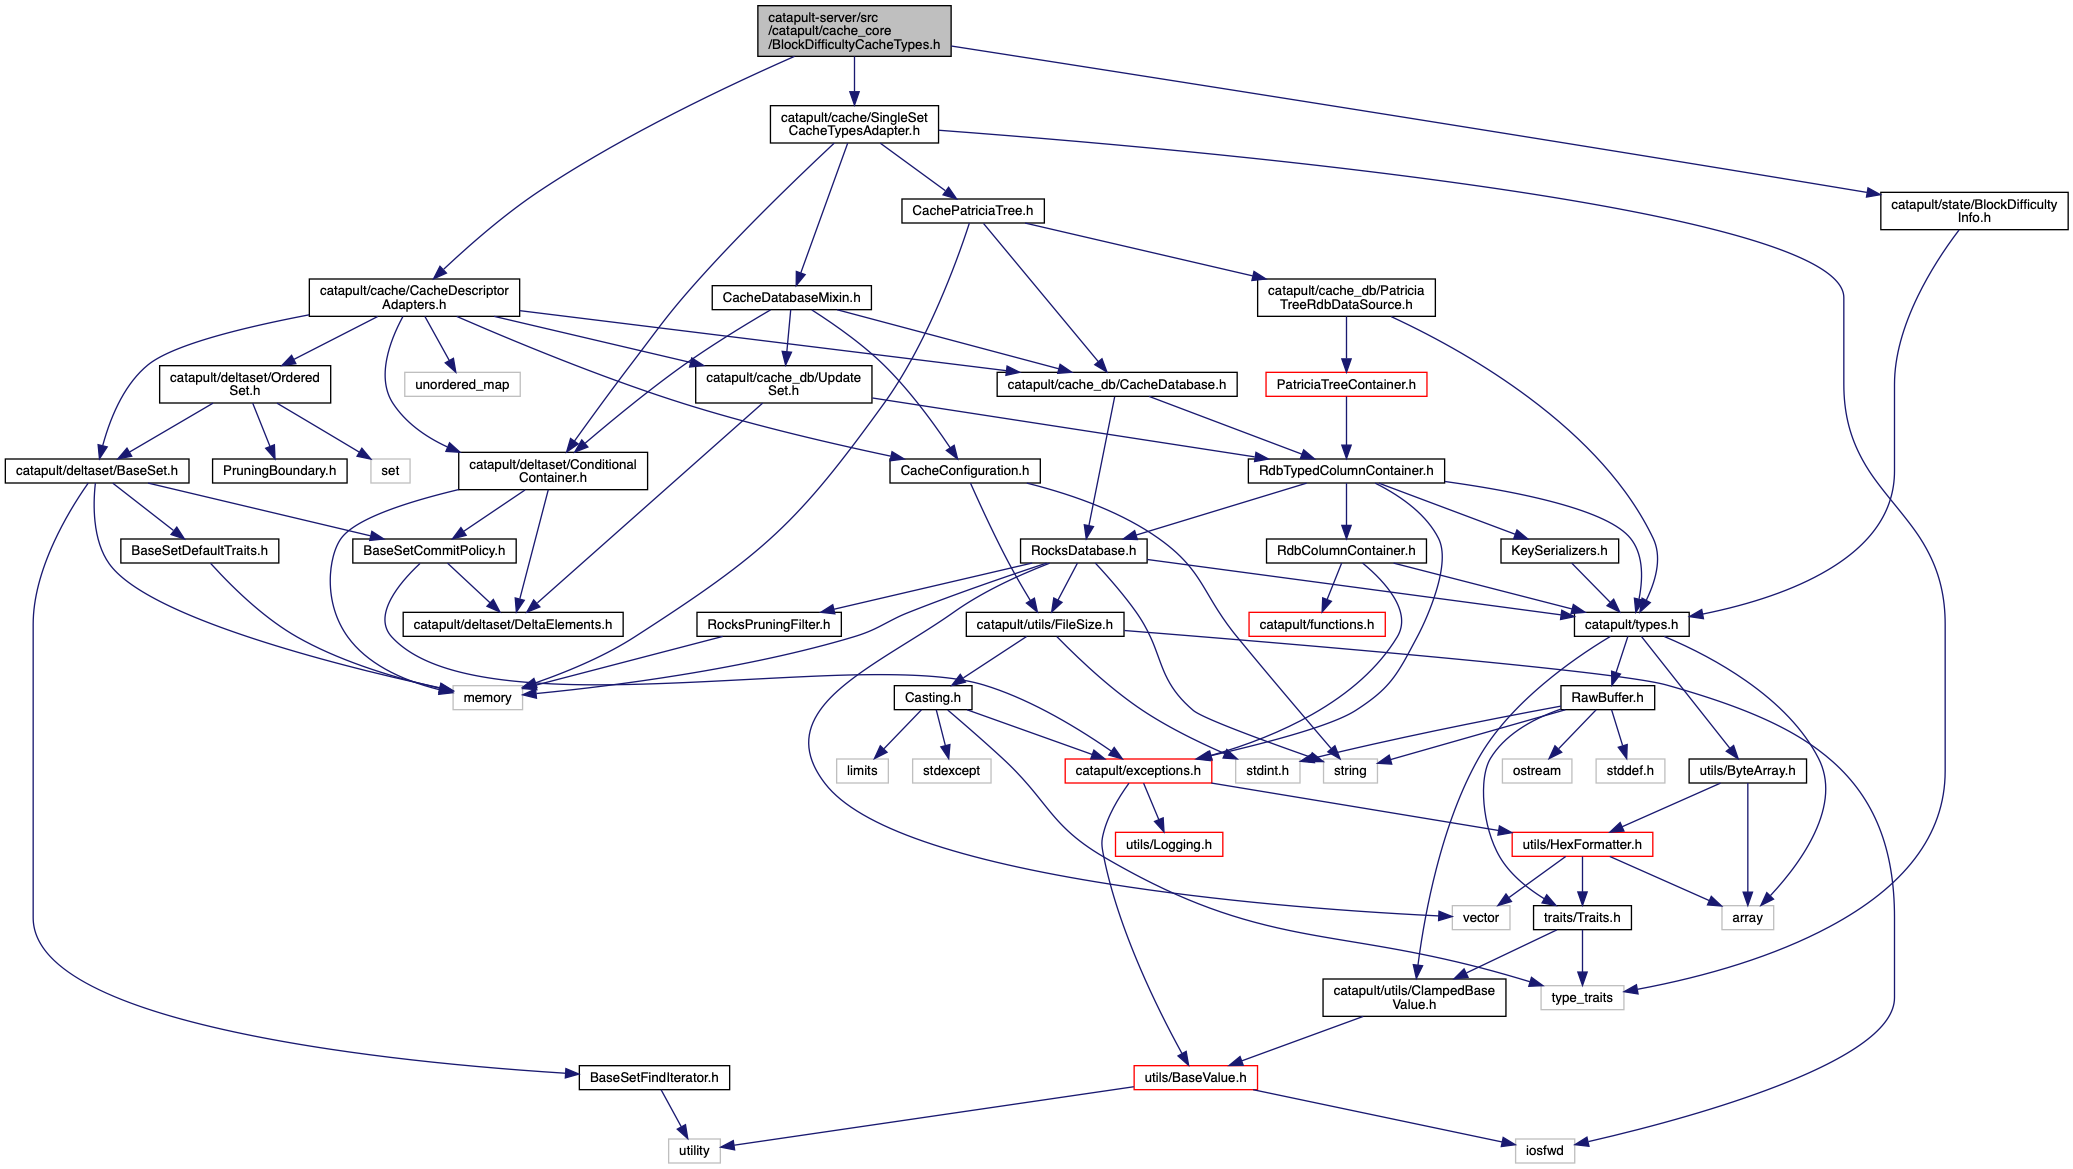 catapult-server/src
/catapult/cache_core
/BlockDifficultyCacheTypes.h
catapult/cache/SingleSet
CacheTypesAdapter.h
CachePatriciaTree.h
catapult/state/BlockDifficulty
Info.h
catapult/cache/CacheDescriptor
Adapters.h
CacheDatabaseMixin.h
catapult/cache_db/Patricia
TreeRdbDataSource.h
catapult/deltaset/Ordered
Set.h
unordered_map
catapult/cache_db/Update
Set.h
catapult/cache_db/CacheDatabase.h
PatriciaTreeContainer.h
catapult/deltaset/BaseSet.h
PruningBoundary.h
set
catapult/deltaset/Conditional
Container.h
CacheConfiguration.h
RdbTypedColumnContainer.h
BaseSetDefaultTraits.h
BaseSetCommitPolicy.h
RocksDatabase.h
RdbColumnContainer.h
KeySerializers.h
catapult/deltaset/DeltaElements.h
RocksPruningFilter.h
catapult/utils/FileSize.h
catapult/functions.h
catapult/types.h
memory
Casting.h
RawBuffer.h
limits
stdexcept
catapult/exceptions.h
stdint.h
string
ostream
stddef.h
utils/ByteArray.h
utils/Logging.h
utils/HexFormatter.h
vector
traits/Traits.h
array
catapult/utils/ClampedBase
Value.h
type_traits
BaseSetFindIterator.h
utils/BaseValue.h
utility
iosfwd